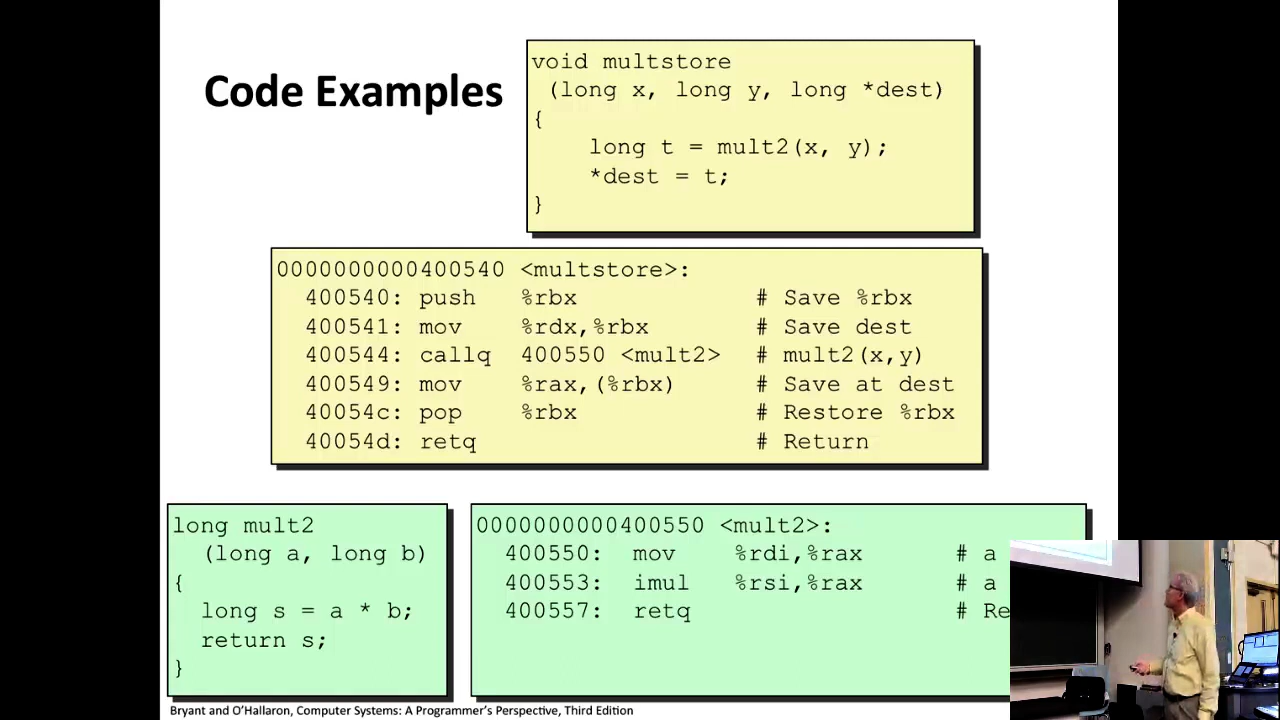 Code Examples
void multstore
(long x, long y, long *dest)
{
long t = mult2(x, y);
*dest = t;
}
0000000000400540 <multstore>:
400540: push %rbx # Save %rbx
400541: mov %rdx,%rbx # Save dest
400544: callq 400550 <mult2> # mult2(x,y)
400549: mov %rax,(%rbx) # Save at dest
40054c: pop %rbx # Restore %rbx
40054d: retq # Return
long mult2
(long a, long b)
{
long s = a * b;
return s;
}
0000000000400550 <mult2>:
400550: mov %rdi,%rax # a
400553: imul %rsi,%rax # a
400557: retq # Re
Bryant and O'Hallaron, Computer Systems: A Programmer's Perspective, Third Edition